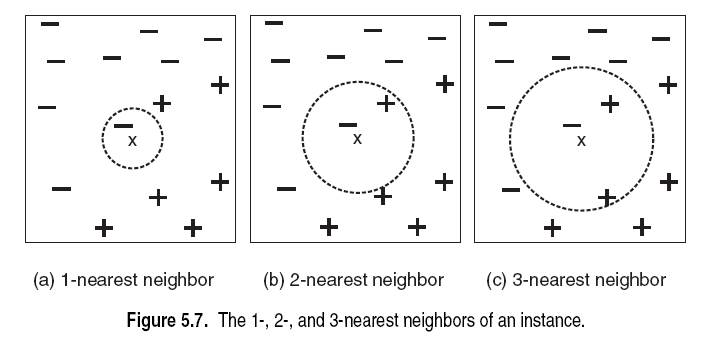 x
x
x
(a) 1-nearest neighbor
(b) 2-nearest neighbor
(c) 3-nearest neighbor
Figure 5.7. The 1-, 2-, and 3-nearest neighbors of an instance.